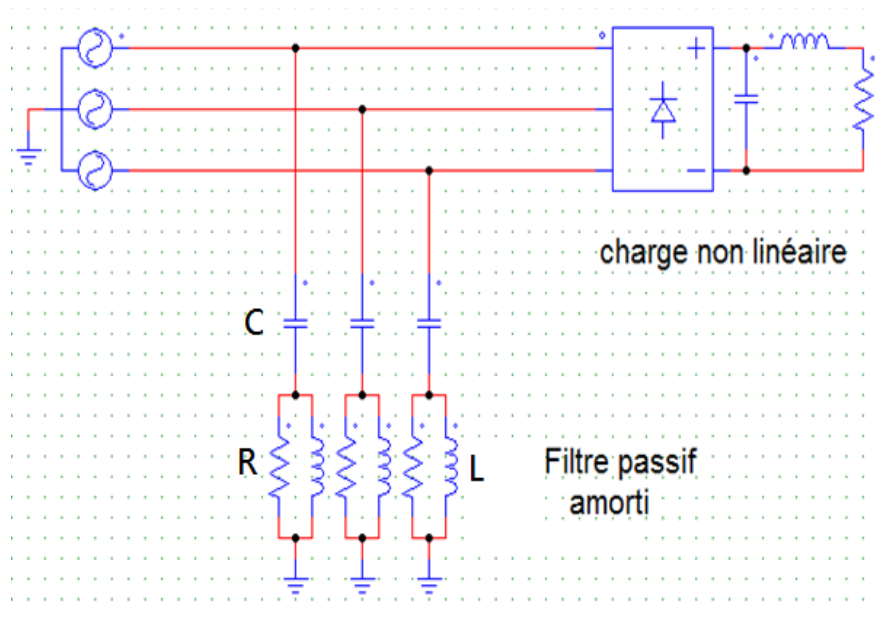 charge non linéaire
C
R
L
Filtre passif
amorti